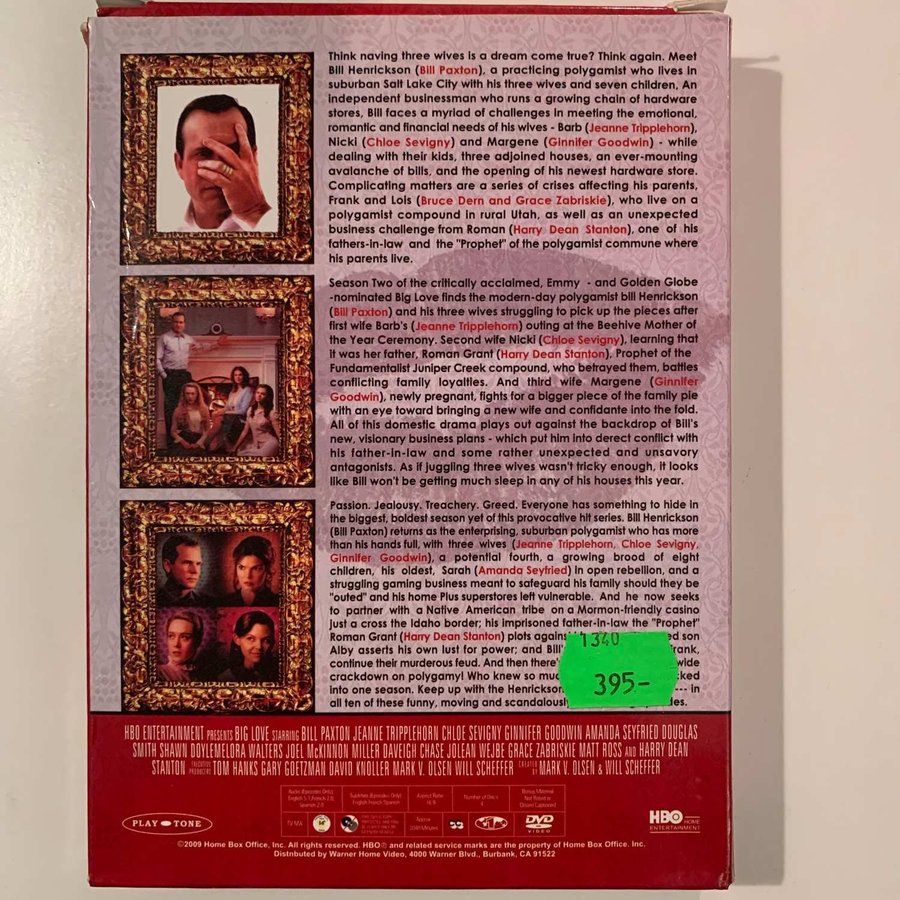 Think naving three wives is a dream come true? Think again. Meet
Bill Henrickson (Bill Paxton), a practicing polygamist who lives in
suburban Salt Lake City with his three wives and seven children, An
independent businessman who runs a growing chain of hardware
stores, Bill faces a myriad of challenges in meeting the emotional,
romantic and financial needs of his wives - Barb (Jeanne Tripplehorn),
Nicki (Chloe Sevigny) and Margene (Ginnifer Goodwin) - while
dealing with their kids, three adjoined houses, an ever-mounting
avalanche of bills, and the opening of his newest hardware store.
Complicating matters are a series of crises affecting his parents,
Frank and Lois (Bruce Dern and Grace Zabriskie), who live on a
polygamist compound in rural Utah, as well as an unexpected
business challenge from Roman (Harry Dean Stanton), one of his
fathers-in-law and the "Prophet" of the polygamist commune where
his parents live.
Season Two of the critically acclaimed, Emmy - and Golden Globe
-nominated Big Love finds the modern-day polygamist bill Henrickson
(Bill Paxton) and his three wives struggling to pick up the pieces after
first wife Barb's (Jeanne Tripplehorn) outing at the Beehive Mother of
the Year Ceremony. Second wife Nicki (Chloe Sevigny), learning that
it was her father, Roman Grant (Harry Dean Stanton), Prophet of the
Fundamentalist Juniper Creek compound, who betrayed them, battles
conflicting family loyalties. And third wife Margene (Ginnifer
Goodwin), newly pregnant, fights for a bigger piece of the family pie
with an eye toward bringing a new wife and confidante into the fold.
All of this domestic drama plays out against the backdrop of Bill's
new, visionary business plans - which put him into derect conflict with
his father-in-law and some rather unexpected and unsavory
antagonists. As if juggling three wives wasn't tricky enough, it looks
like Bill won't be getting much sleep in any of his houses this year.
Passion. Jealousy. Treachery. Greed. Everyone has something to hide in
the biggest, boldest season yet of this provocative hit series. Bill Henrickson
(Bill Paxton) returns as the enterprising, suburban polygamist who has more
than his hands full, with three wives (Jeanne Tripplehorn, Chloe Sevigny,
Ginnifer Goodwin), a potential fourth, a growing brood of eight
children, his oldest, Sarah (Amanda Seyfried) in open rebellion, and a
struggling gaming business meant to safeguard his family should they be
"outed" and his home Plus superstores left vulnerable. And he now seeks
to partner with a Native American tribe on a Mormon-friendly casino
just a cross the Idaho border; his imprisoned father-in-law the "Prophet"
Roman Grant (Harry Dean Stanton) plots agains ed son
Alby asserts his own lust for power; and Bill' rank,
continue their murderous feud. And then there' wide
crackdown on polygamy! Who knew so mu cked
into one season. Keep up with the Henrickson --- in
all ten of these funny, moving and scandalously des.
1340
395-
HBO ENTERTAINMENT PRESENTS BIG LOVE STARRING BILL PAXTON JEANNE TRIPPLEHORN CHLOE SEVIGNY GINNIFER GOODWIN AMANDA SEYFRIED DOUGLAS
SMITH SHAWN DOYLEMELORA WALTERS JOEL McKINNON MILLER DAVEIGH CHASE JOLEAN WEJBE GRACE ZABRISKIE MATT ROSS AND HARRY DEAN
STANTON EXECUTIVE PRODUCERS TOM HANKS GARY GOETZMAN DAVID KNOLLER MARK V. OLSEN WILL SCHEFFER CREATED BY MARK V. OLSEN & WILL SCHEFFER
PLAY TONE
TV MA
DVD
VIDEO
HBO HOME
ENTERTAINMENT
©2009 Home Box Office, Inc. All rights reserved. HBO® and related service marks are the property of Home Box Office, Inc.
Distnbuted by Warner Home Video, 4000 Warner Blvd., Burbank, CA 91522